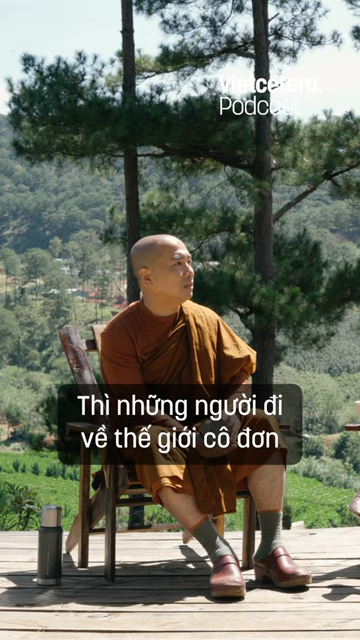 Vietcetera.
Podcast
Thì những người đi
về thế giới cô đơn